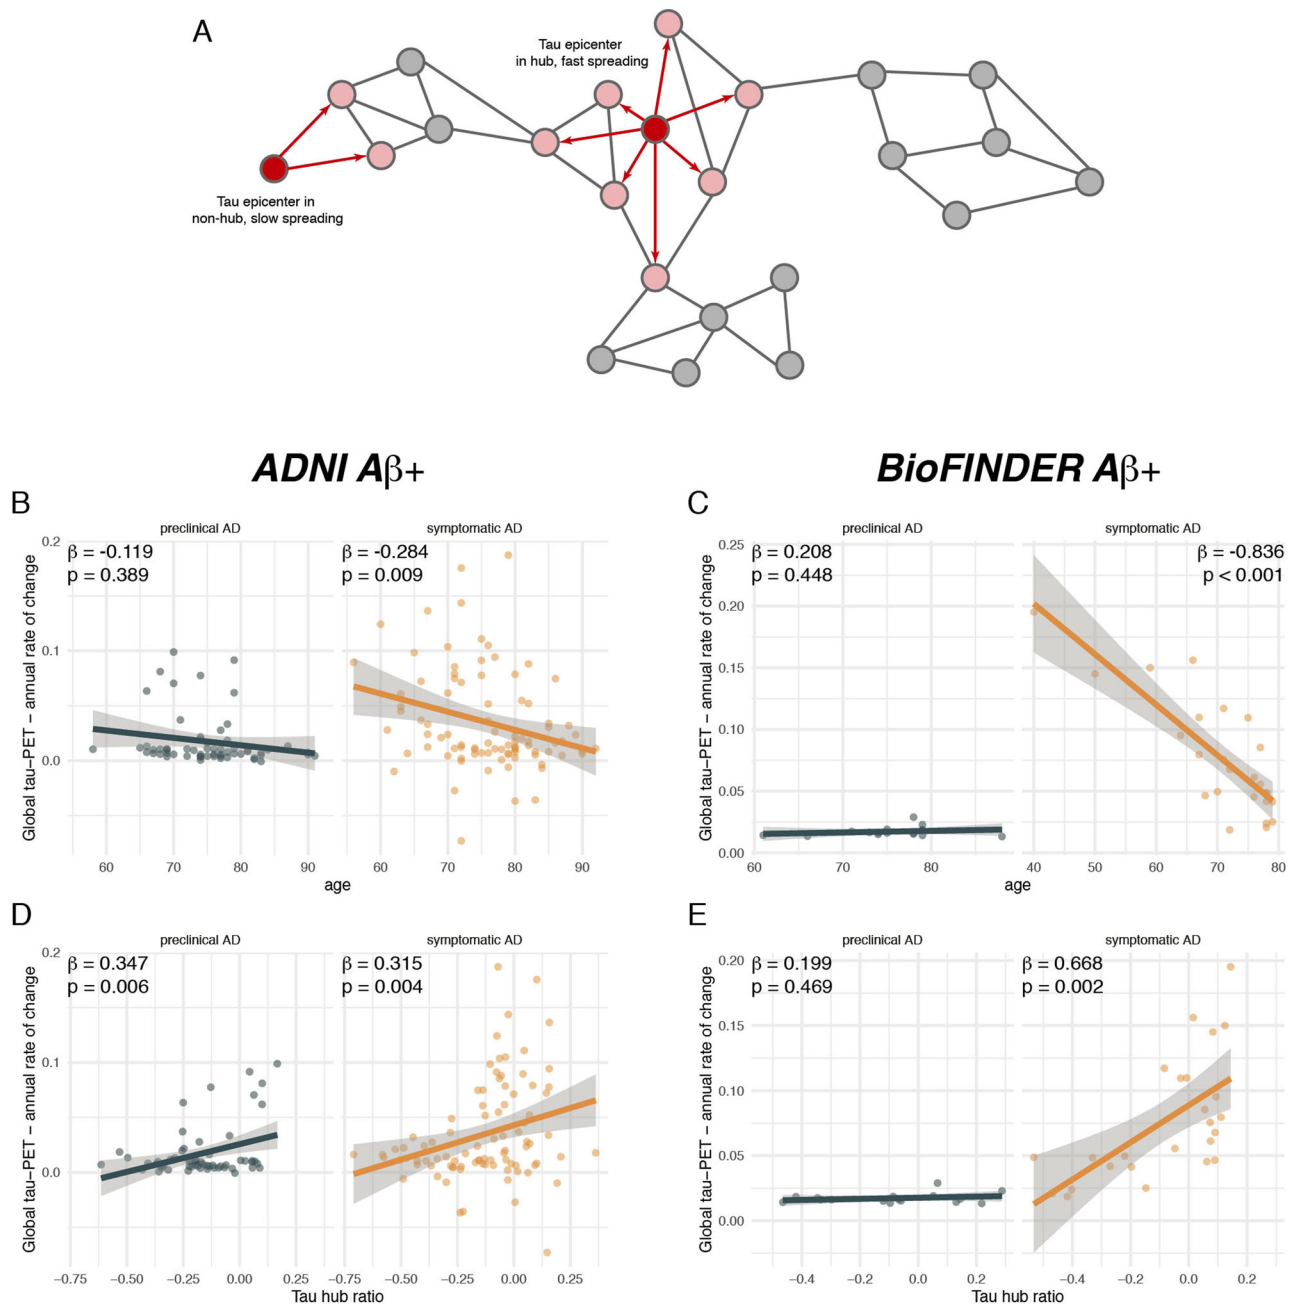 A
Tau epicenter
in hub, fast spreading
Tau epicenter in
non-hub, slow spreading
ADNI Aβ+
BioFINDER Aβ+
B
preclinical AD
symptomatic AD
β = -0.119
p = 0.389
β = -0.284
p = 0.009
Global tau–PET – annual rate of change
0.2
0.1
0.0
60 70 80 90 60 70 80 90
age
C
preclinical AD
symptomatic AD
β = 0.208
p = 0.448
β = -0.836
p < 0.001
Global tau–PET – annual rate of change
0.25
0.20
0.15
0.10
0.05
0.00
60 70 80 40 50 60 70 80
age
D
preclinical AD
symptomatic AD
β = 0.347
p = 0.006
β = 0.315
p = 0.004
Global tau–PET – annual rate of change
0.2
0.1
0.0
−0.75 −0.50 −0.25 0.00 0.25 −0.75 −0.50 −0.25 0.00 0.25
Tau hub ratio
E
preclinical AD
symptomatic AD
β = 0.199
p = 0.469
β = 0.668
p = 0.002
Global tau–PET – annual rate of change
0.20
0.15
0.10
0.05
0.00
−0.4 −0.2 0.0 0.2 −0.4 −0.2 0.0 0.2
Tau hub ratio